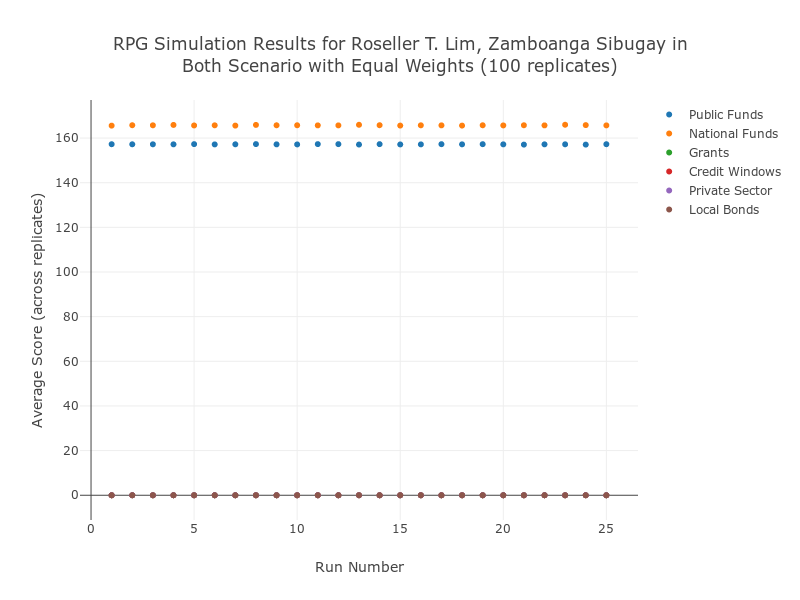 RPG Simulation Results for Roseller T. Lim, Zamboanga Sibugay in
Both Scenario with Equal Weights (100 replicates)
Public Funds
National Funds
Grants
Credit Windows
Private Sector
Local Bonds
Average Score (across replicates)
160
140
120
100
80
60
40
20
0
0
5
10
15
20
25
Run Number